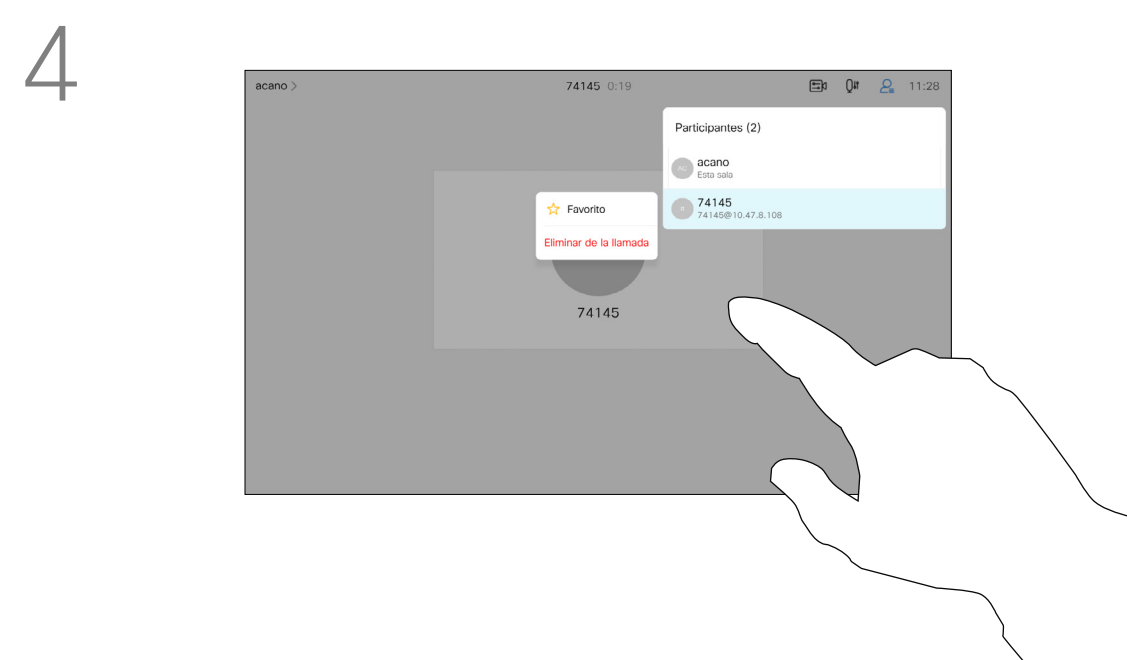 4
acano >
74145 0:19
11:28
Participantes (2)
AC
acano
Esta sala
74145
74145@10.47.8.108
Favorito
Eliminar de la llamada
74145